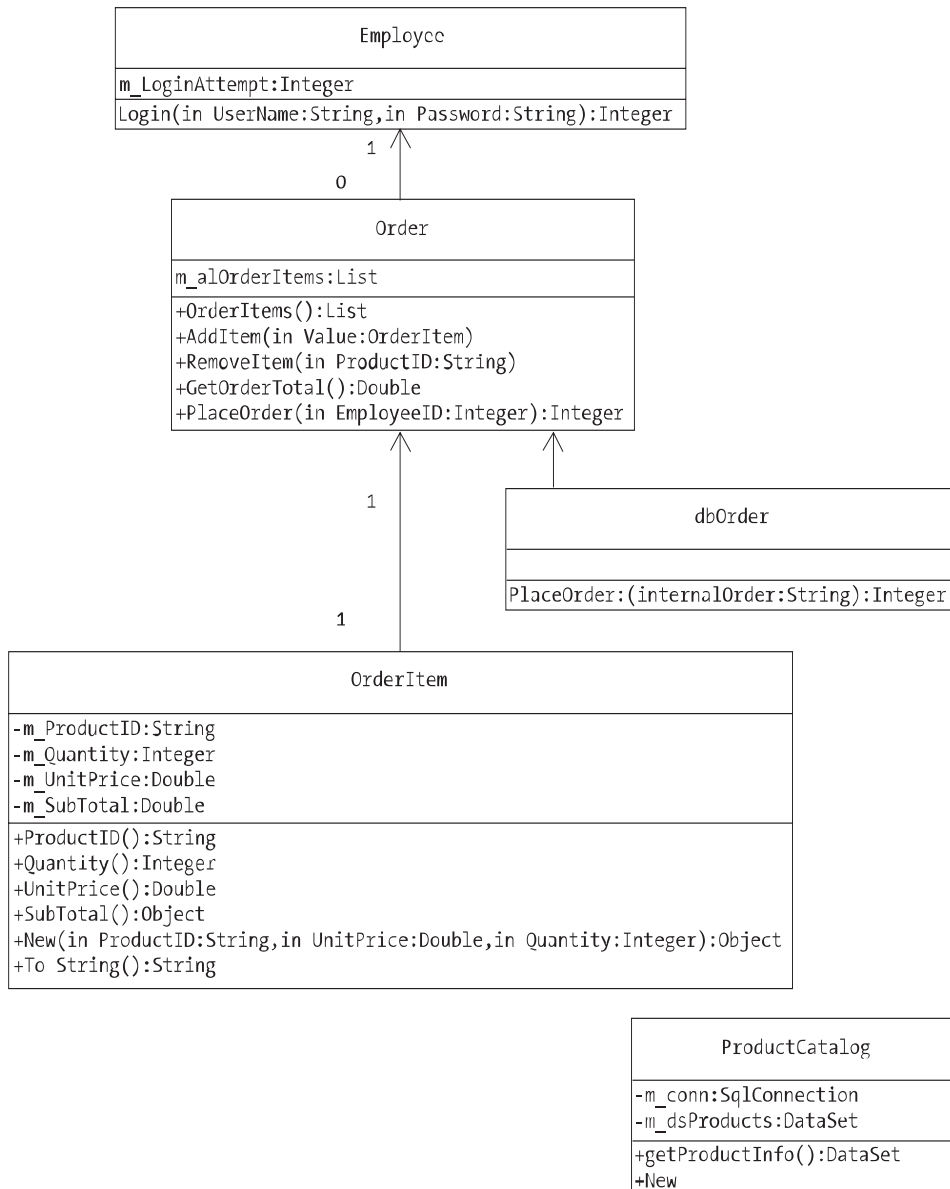 Employee
m_LoginAttempt:Integer
Login(in UserName:String,in Password:String):Integer
1
0
Order
m_alOrderItems:List
+OrderItems():List
+AddItem(in Value:OrderItem)
+RemoveItem(in ProductID:String)
+GetOrderTotal():Double
+PlaceOrder(in EmployeeID:Integer):Integer
1
dbOrder
PlaceOrder:(internalOrder:String):Integer
1
OrderItem
-m_ProductID:String
-m_Quantity:Integer
-m_UnitPrice:Double
-m_SubTotal:Double
+ProductID():String
+Quantity():Integer
+UnitPrice():Double
+SubTotal():Object
+New(in ProductID:String,in UnitPrice:Double,in Quantity:Integer):Object
+To String():String
ProductCatalog
-m_conn:SqlConnection
-m_dsProducts:DataSet
+getProductInfo():DataSet
+New